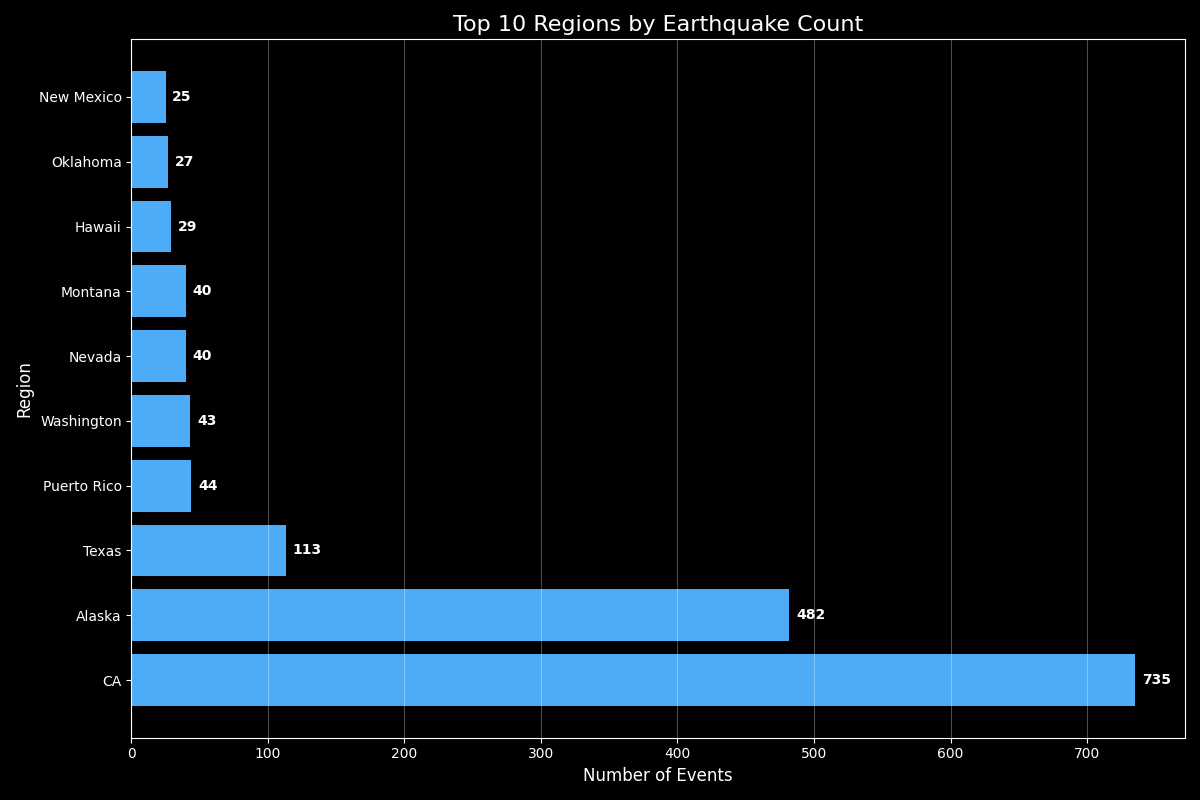 Top 10 Regions by Earthquake Count
Region
New Mexico 25
Oklahoma 27
Hawaii 29
Montana 40
Nevada 40
Washington 43
Puerto Rico 44
Texas 113
Alaska 482
CA 735
0 100 200 300 400 500 600 700
Number of Events